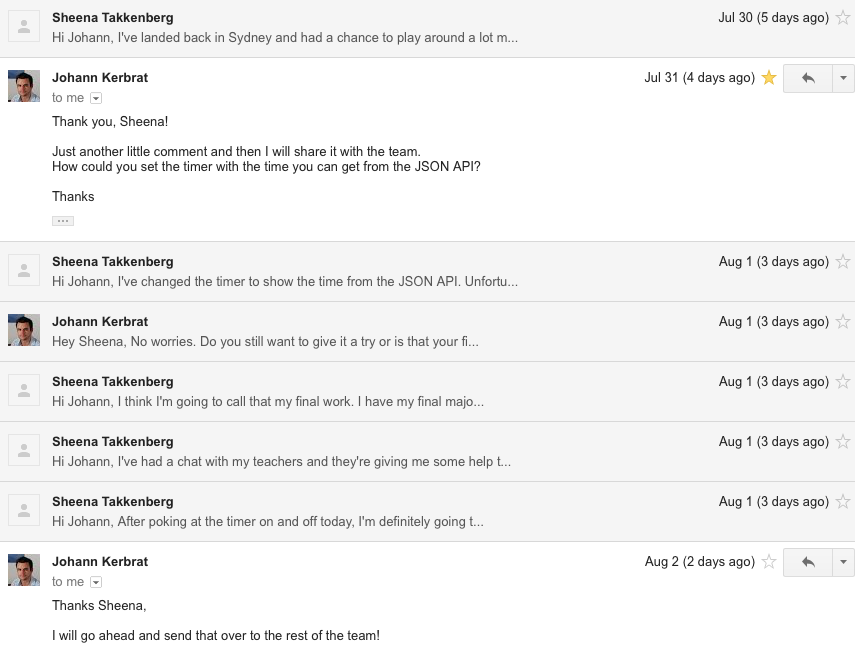 Sheena Takkenberg Jul 30 (5 days ago)
Hi Johann, I've landed back in Sydney and had a chance to play around a lot m...
Johann Kerbrat Jul 31 (4 days ago)
to me
Thank you, Sheena!
Just another little comment and then I will share it with the team.
How could you set the timer with the time you can get from the JSON API?
Thanks
Sheena Takkenberg Aug 1 (3 days ago)
Hi Johann, I've changed the timer to show the time from the JSON API. Unfortu...
Johann Kerbrat Aug 1 (3 days ago)
Hey Sheena, No worries. Do you still want to give it a try or is that your fi...
Sheena Takkenberg Aug 1 (3 days ago)
Hi Johann, I think I'm going to call that my final work. I have my final majo...
Sheena Takkenberg Aug 1 (3 days ago)
Hi Johann, I've had a chat with my teachers and they're giving me some help t...
Sheena Takkenberg Aug 1 (3 days ago)
Hi Johann, After poking at the timer on and off today, I'm definitely going t...
Johann Kerbrat Aug 2 (2 days ago)
to me
Thanks Sheena,
I will go ahead and send that over to the rest of the team!